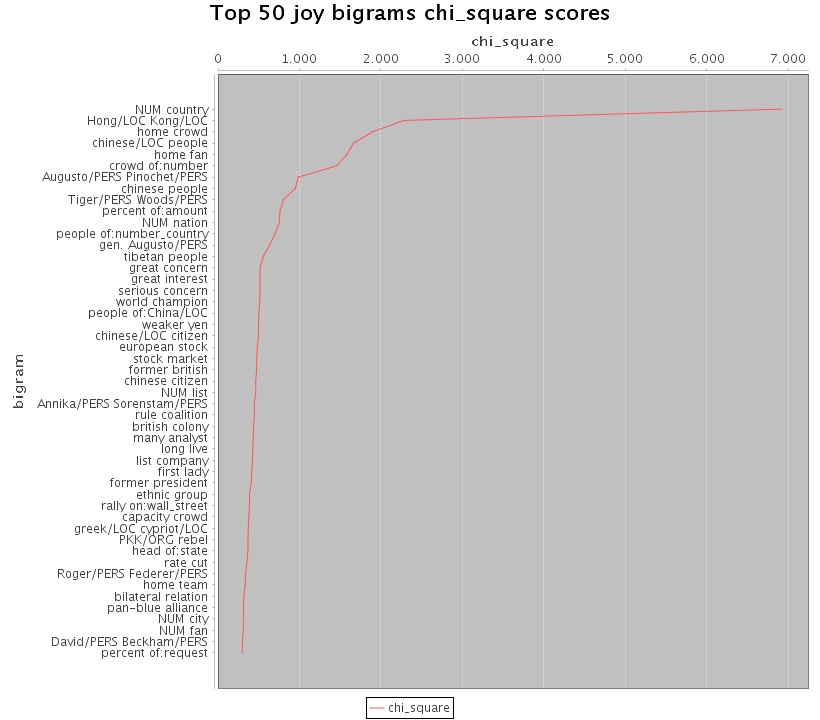 Top 50 joy bigrams chi_square scores
chi_square
0 1.000 2.000 3.000 4.000 5.000 6.000 7.000
bigram
NUM country
Hong/LOC Kong/LOC
home crowd
chinese/LOC people
home fan
crowd of:number
Augusto/PERS Pinochet/PERS
chinese people
Tiger/PERS Woods/PERS
percent of:amount
NUM nation
people of:number_country
gen. Augusto/PERS
tibetan people
great concern
great interest
serious concern
world champion
people of:China/LOC
weaker yen
chinese/LOC citizen
european stock
stock market
former british
chinese citizen
NUM list
Annika/PERS Sorenstam/PERS
rule coalition
british colony
many analyst
long live
list company
first lady
former president
ethnic group
rally on:wall_street
capacity crowd
greek/LOC cypriot/LOC
PKK/ORG rebel
head of:state
rate cut
Roger/PERS Federer/PERS
home team
bilateral relation
pan-blue alliance
NUM city
NUM fan
David/PERS Beckham/PERS
percent of:request
chi_square